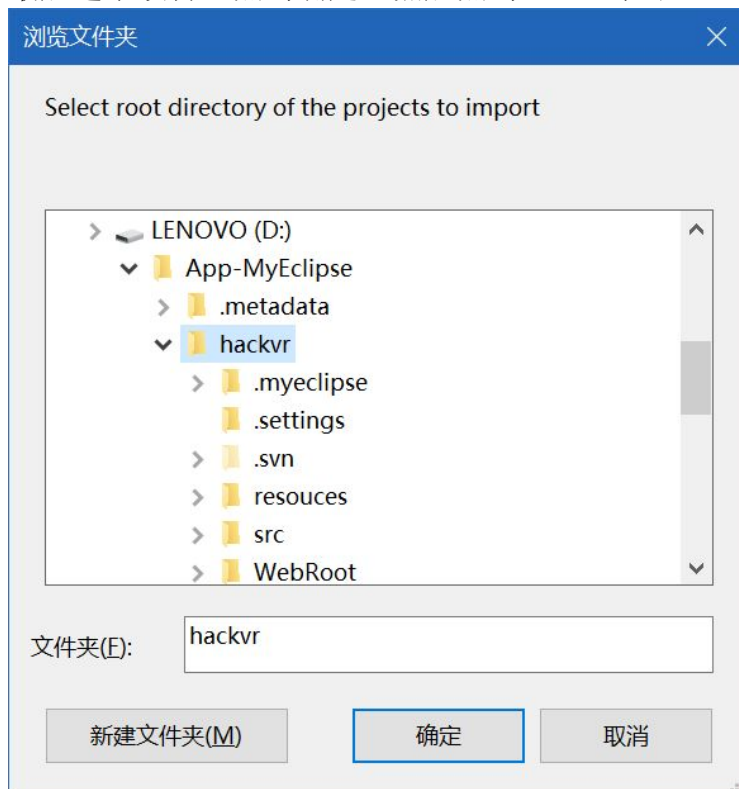 浏览文件夹
Select root directory of the projects to import
LENOVO (D:)
App-MyEclipse
.metadata
hackvr
.myeclipse
.settings
.svn
resouces
src
WebRoot
文件夹(F): hackvr
新建文件夹(M) 确定 取消